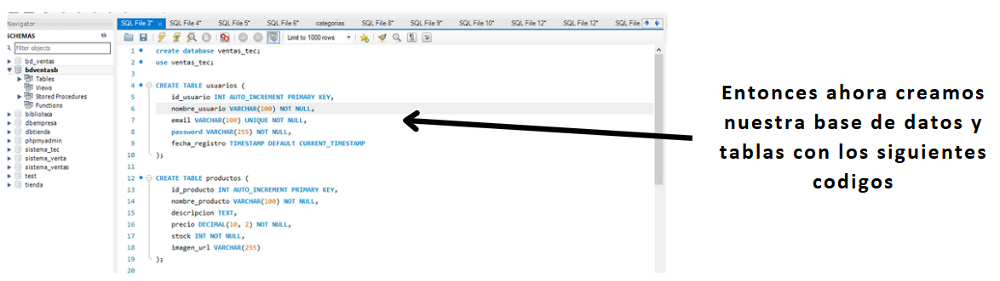 Navigator
SCHEMAS
Filter objects
bd_ventas
bdventasb
Tables
Views
Stored Procedures
Functions
biblioteca
dbempresa
dbtienda
phpmyadmin
sistema_tec
sistema_venta
sistema_ventas
test
tienda
SQL File 3* SQL File 4* SQL File 5* SQL File 6* categorias SQL File 8* SQL File 9* SQL File 10* SQL File 12* SQL File 12* SQL File
Limit to 1000 rows
1 create database ventas_tec;
2 use ventas_tec;
3
4 CREATE TABLE usuarios (
5 id_usuario INT AUTO_INCREMENT PRIMARY KEY,
6 nombre_usuario VARCHAR(100) NOT NULL,
7 email VARCHAR(100) UNIQUE NOT NULL,
8 password VARCHAR(255) NOT NULL,
9 fecha_registro TIMESTAMP DEFAULT CURRENT_TIMESTAMP
10 );
11
12 CREATE TABLE productos (
13 id_producto INT AUTO_INCREMENT PRIMARY KEY,
14 nombre_producto VARCHAR(100) NOT NULL,
15 descripcion TEXT,
16 precio DECIMAL(10, 2) NOT NULL,
17 stock INT NOT NULL,
18 imagen_url VARCHAR(255)
19 );
20
Entonces ahora creamos
nuestra base de datos y
tablas con los siguientes
codigos